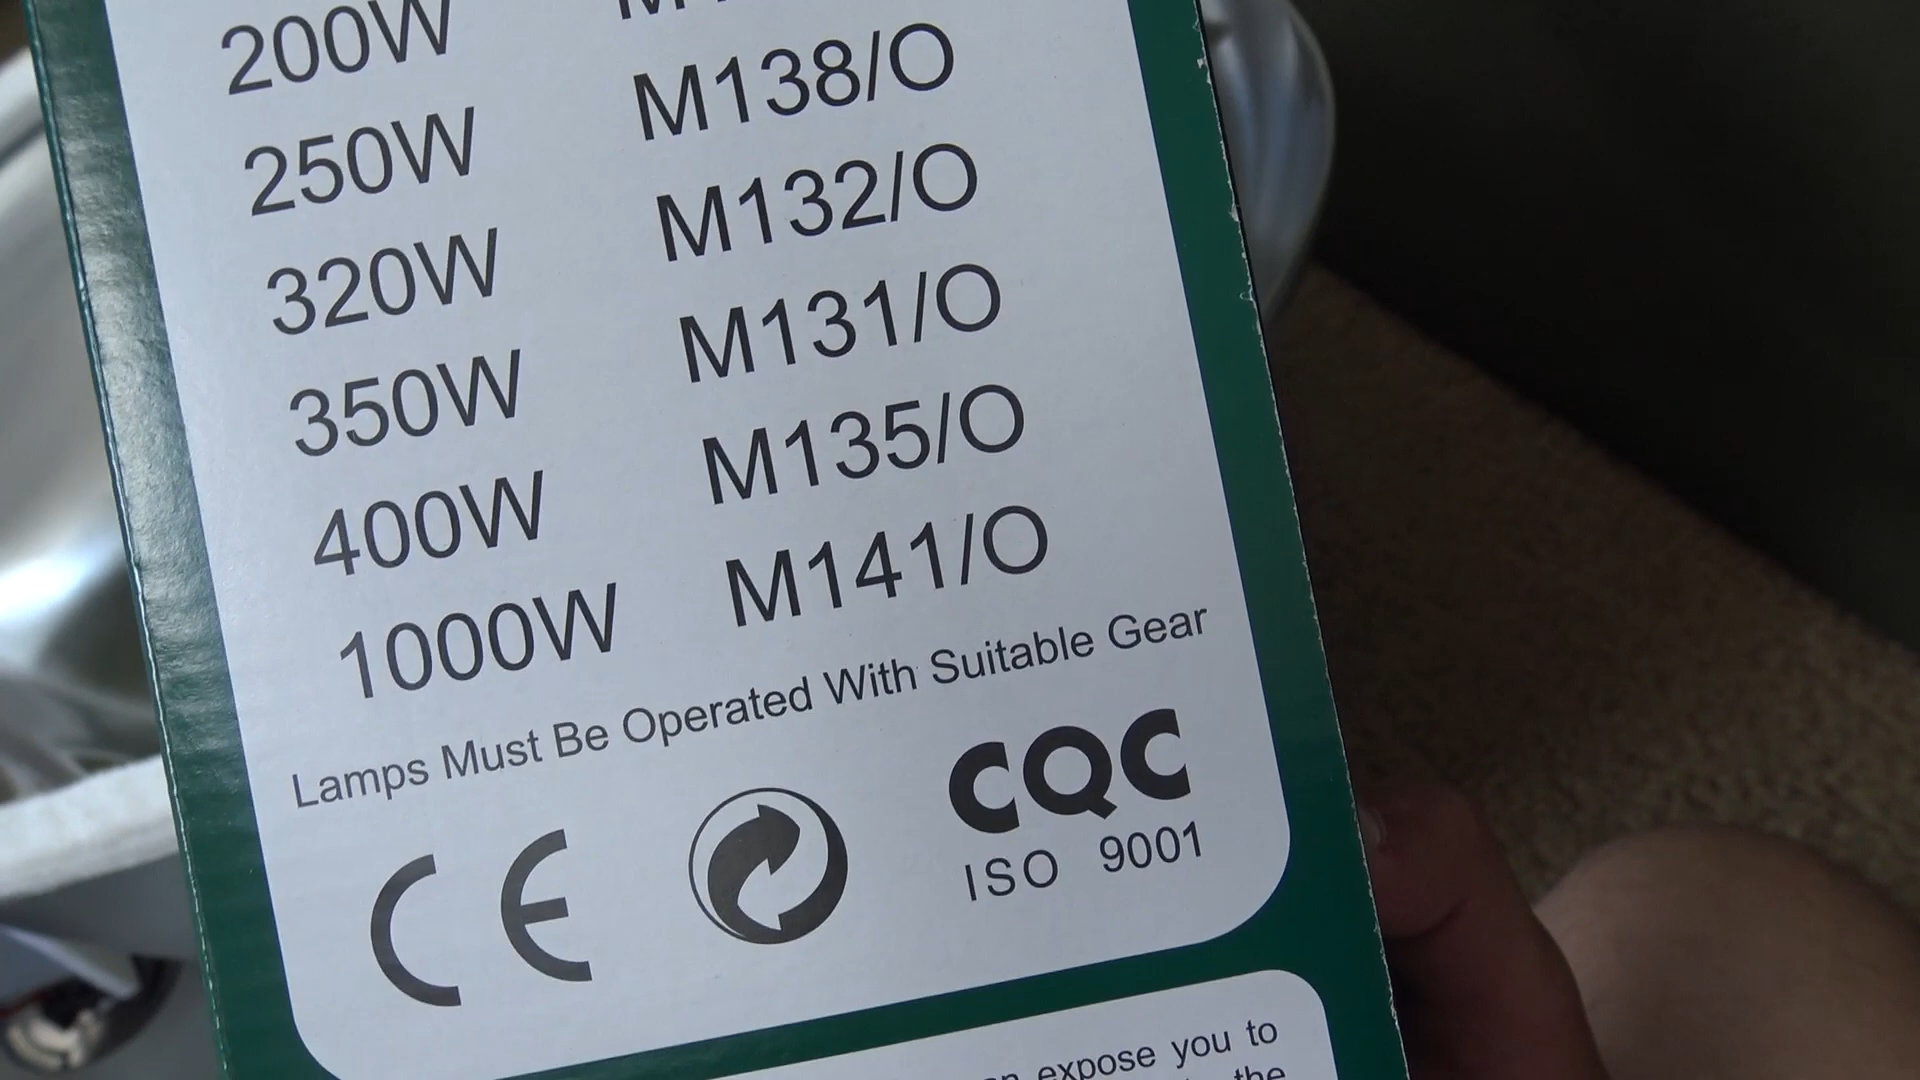 200W
250W M138/O
320W M132/O
350W M131/O
400W M135/O
1000W M141/O
Lamps Must Be Operated With Suitable Gear
CE
CQC
ISO 9001
expose you to
the